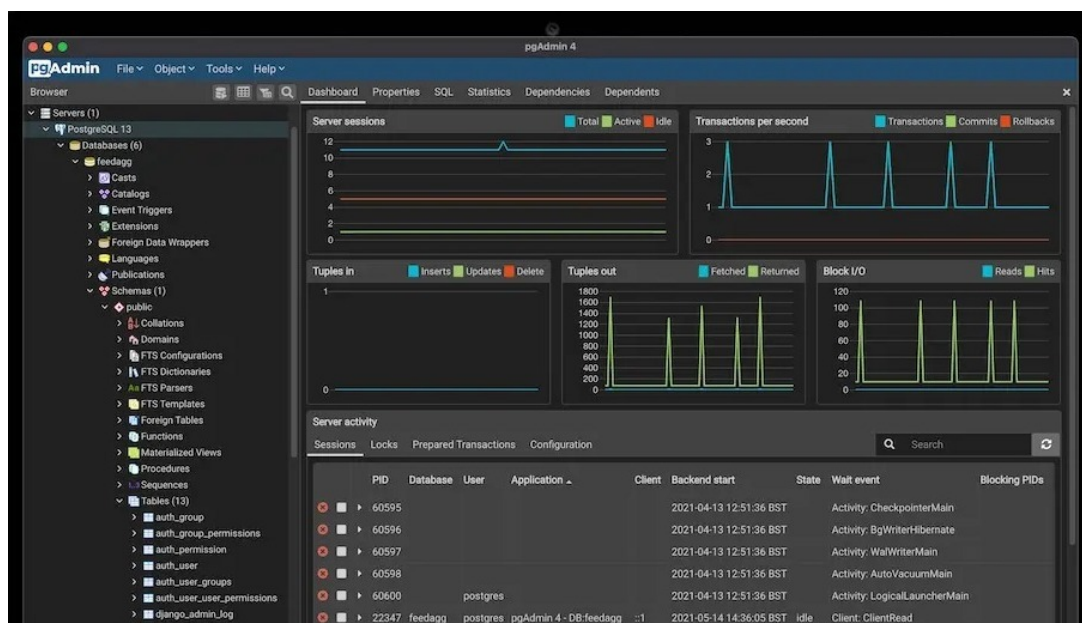 pgAdmin 4
pgAdmin File Object Tools Help
Browser
Dashboard Properties SQL Statistics Dependencies Dependents
Servers (1)
PostgreSQL 13
Databases (6)
feedagg
Casts
Catalogs
Event Triggers
Extensions
Foreign Data Wrappers
Languages
Publications
Schemas (1)
public
Collations
Domains
FTS Configurations
FTS Dictionaries
Aa FTS Parsers
FTS Templates
Foreign Tables
Functions
Materialized Views
Procedures
1..3 Sequences
Tables (13)
auth_group
auth_group_permissions
auth_permission
auth_user
auth_user_groups
auth_user_user_permissions
django_admin_log
Server sessions Total Active Idle
12
10
8
6
4
2
0
Transactions per second Transactions Commits Rollbacks
3
2
1
0
Tuples in Inserts Updates Delete
1
0
Tuples out Fetched Returned
1800
1600
1400
1200
1000
800
600
400
200
0
Block I/O Reads Hits
120
100
80
60
40
20
0
Server activity
Sessions Locks Prepared Transactions Configuration
Search
PID Database User Application Client Backend start State Wait event Blocking PIDs
60595 2021-04-13 12:51:36 BST Activity: CheckpointerMain
60596 2021-04-13 12:51:36 BST Activity: BgWriterHibernate
60597 2021-04-13 12:51:36 BST Activity: WalWriterMain
60598 2021-04-13 12:51:36 BST Activity: AutoVacuumMain
60600 postgres 2021-04-13 12:51:36 BST Activity: LogicalLauncherMain
22347 feedagg postgres pgAdmin 4 - DB:feedagg ::1 2021-05-14 14:36:05 BST idle Client: ClientRead